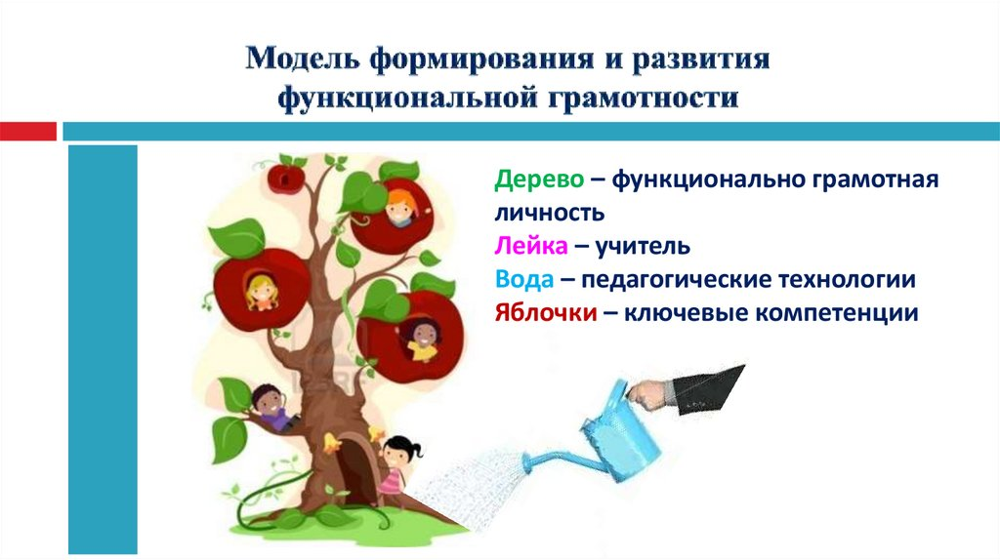 Модель формирования и развития
функциональной грамотности
Дерево – функционально грамотная
личность
Лейка – учитель
Вода – педагогические технологии
Яблочки – ключевые компетенции